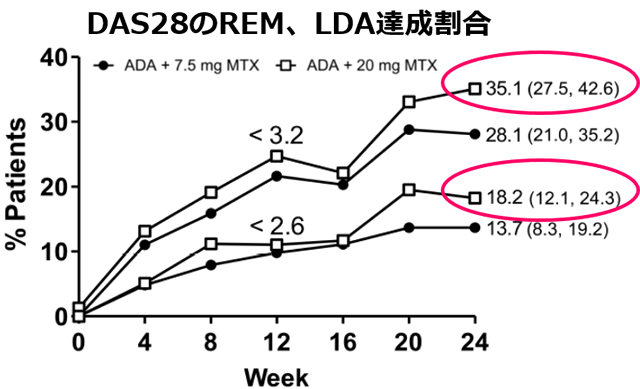 DAS28のREM、LDA達成割合
40
ADA + 7.5 mg MTX ADA + 20 mg MTX
35.1 (27.5, 42.6)
30
< 3.2
28.1 (21.0, 35.2)
% Patients
20
< 2.6
18.2 (12.1, 24.3)
13.7 (8.3, 19.2)
10
0
0 4 8 12 16 20 24
Week